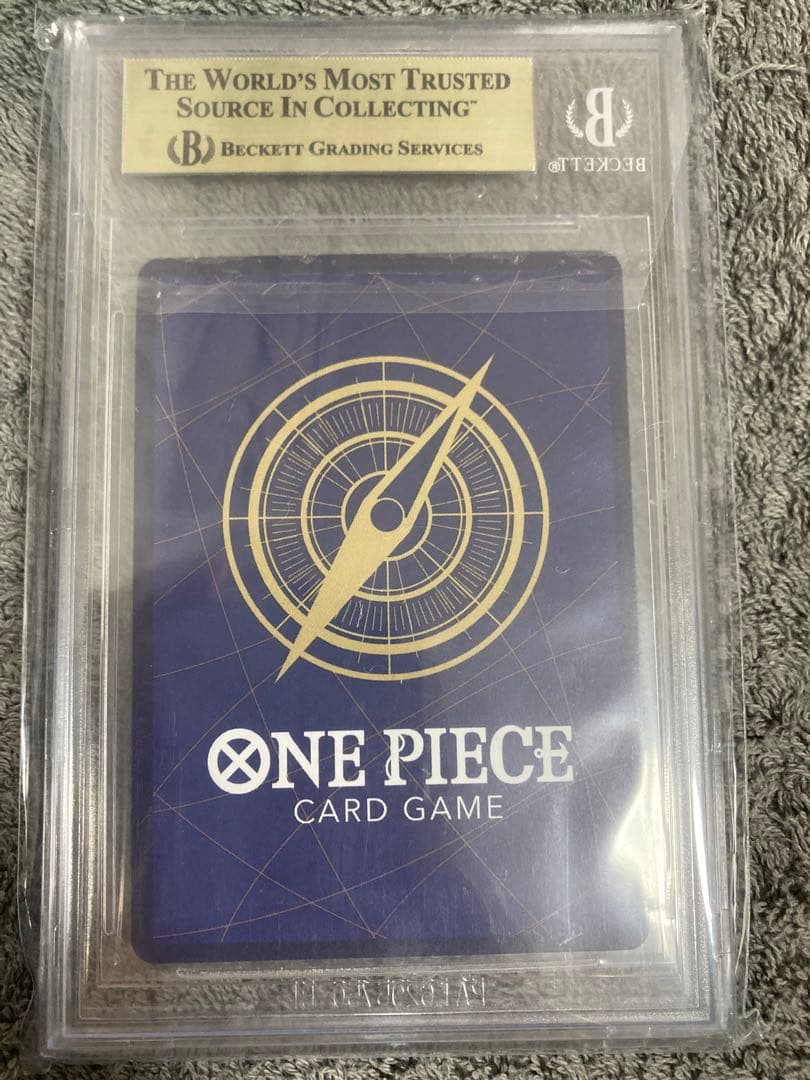 THE WORLD'S MOST TRUSTED
SOURCE IN COLLECTING™
B BECKETT GRADING SERVICES
B
BECKETT®
ONE PIECE
CARD GAME